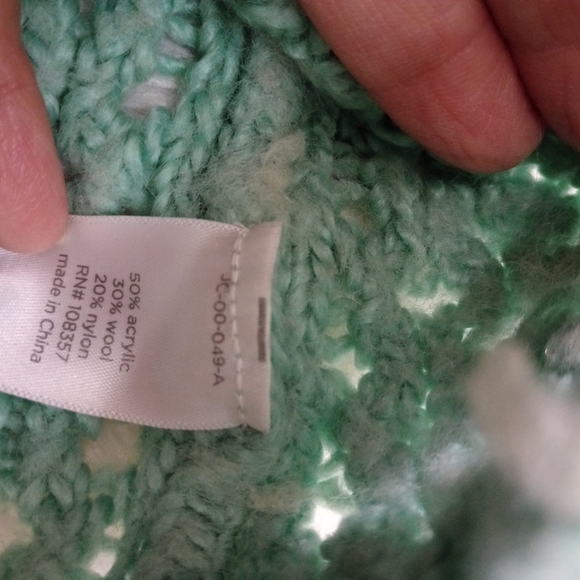 JC-00-049-A
50% acrylic
30% wool
20% nylon
RN# 108357
made in China